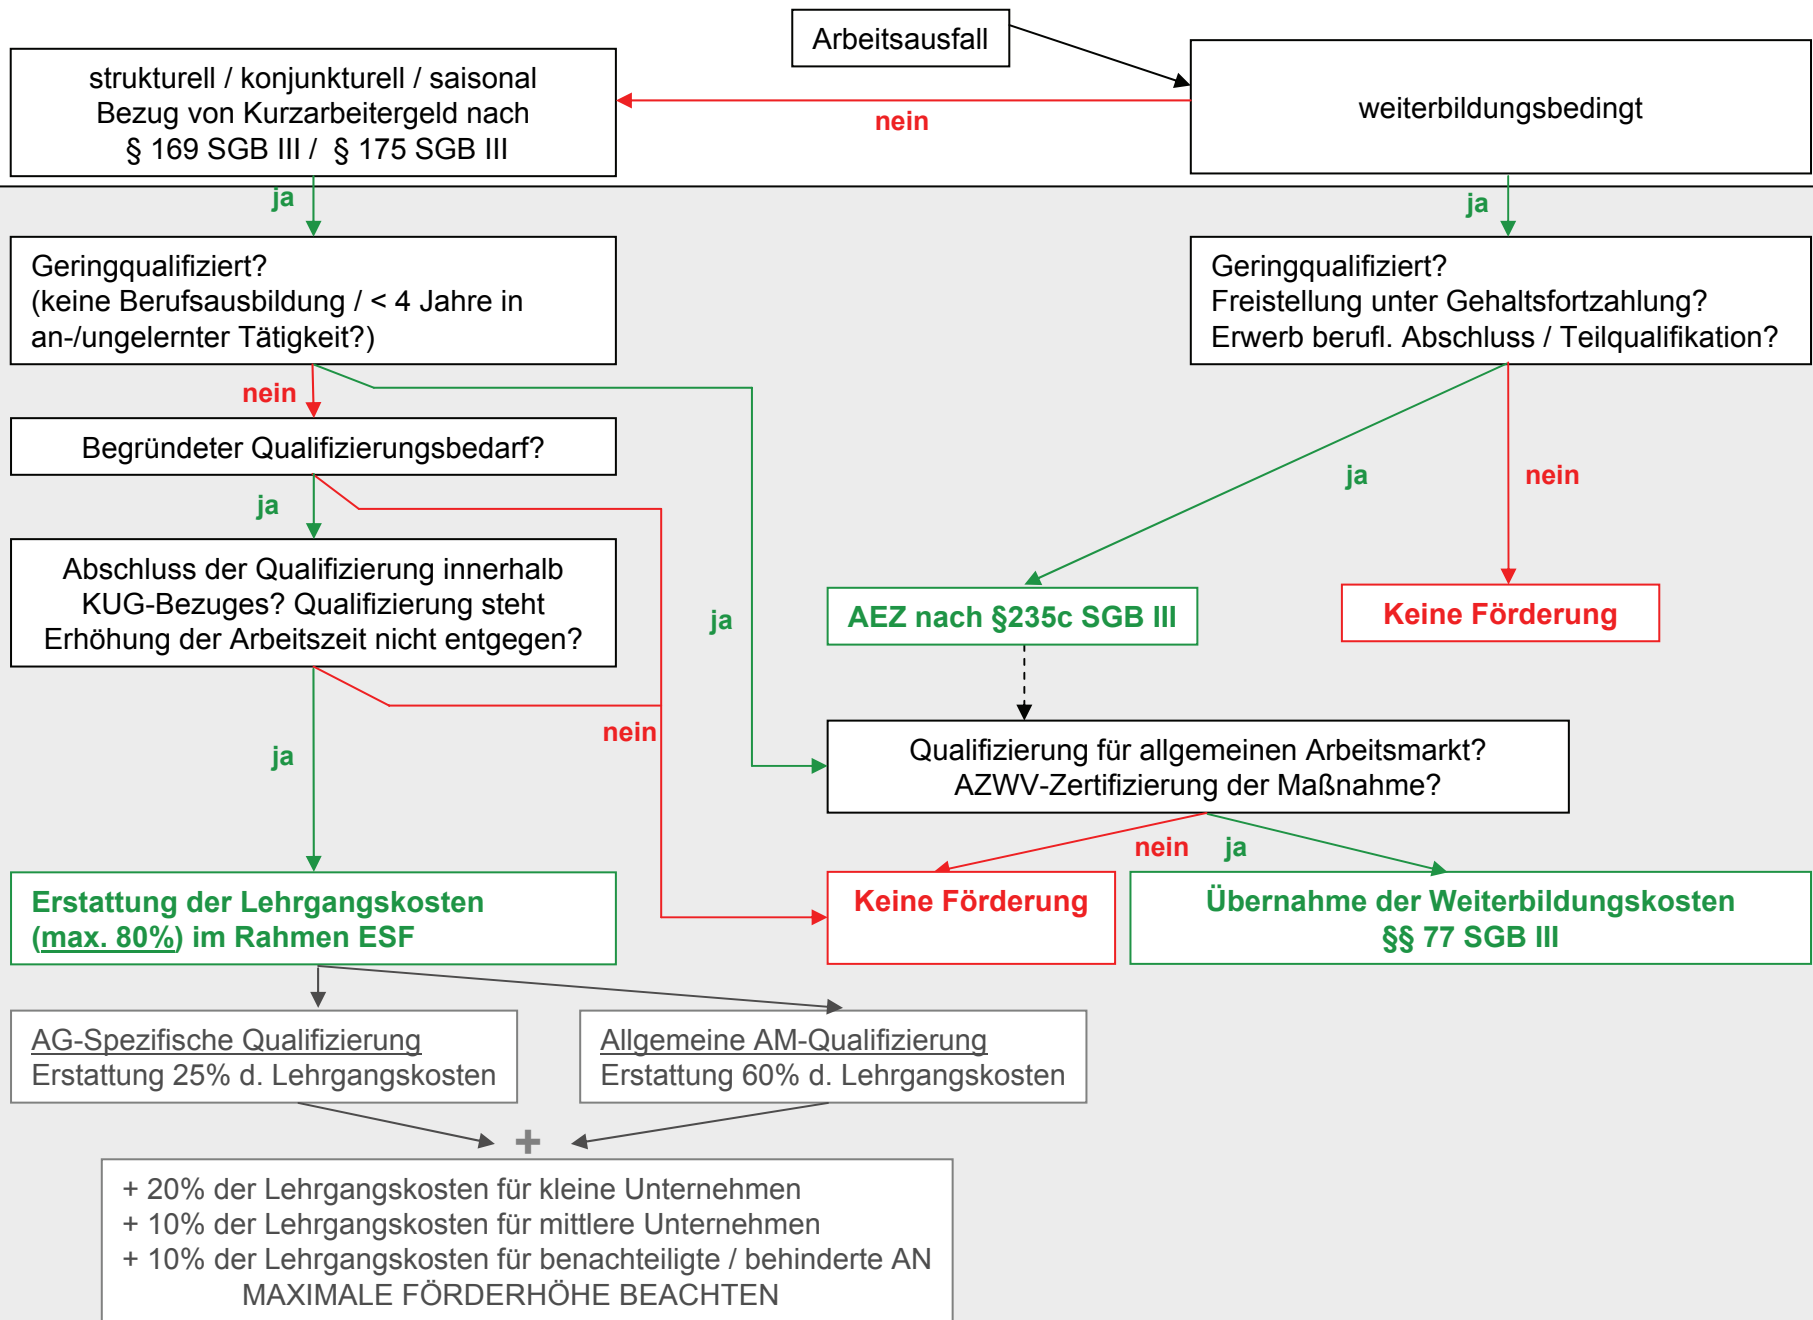 Arbeitsausfall
strukturell / konjunkturell / saisonal
Bezug von Kurzarbeitergeld nach
§ 169 SGB III / § 175 SGB III
nein
weiterbildungsbedingt
ja
ja
Geringqualifiziert?
(keine Berufsausbildung / < 4 Jahre in
an-/ungelernter Tätigkeit?)
Geringqualifiziert?
Freistellung unter Gehaltsfortzahlung?
Erwerb berufl. Abschluss / Teilqualifikation?
nein
Begründeter Qualifizierungsbedarf?
ja
nein
ja
Abschluss der Qualifizierung innerhalb
KUG-Bezuges? Qualifizierung steht
Erhöhung der Arbeitszeit nicht entgegen?
ja
AEZ nach §235c SGB III
Keine Förderung
nein
ja
Qualifizierung für allgemeinen Arbeitsmarkt?
AZWV-Zertifizierung der Maßnahme?
nein
ja
Erstattung der Lehrgangskosten
(max. 80%) im Rahmen ESF
Keine Förderung
Übernahme der Weiterbildungskosten
§§ 77 SGB III
AG-Spezifische Qualifizierung
Erstattung 25% d. Lehrgangskosten
Allgemeine AM-Qualifizierung
Erstattung 60% d. Lehrgangskosten
+
+ 20% der Lehrgangskosten für kleine Unternehmen
+ 10% der Lehrgangskosten für mittlere Unternehmen
+ 10% der Lehrgangskosten für benachteiligte / behinderte AN
MAXIMALE FÖRDERHÖHE BEACHTEN